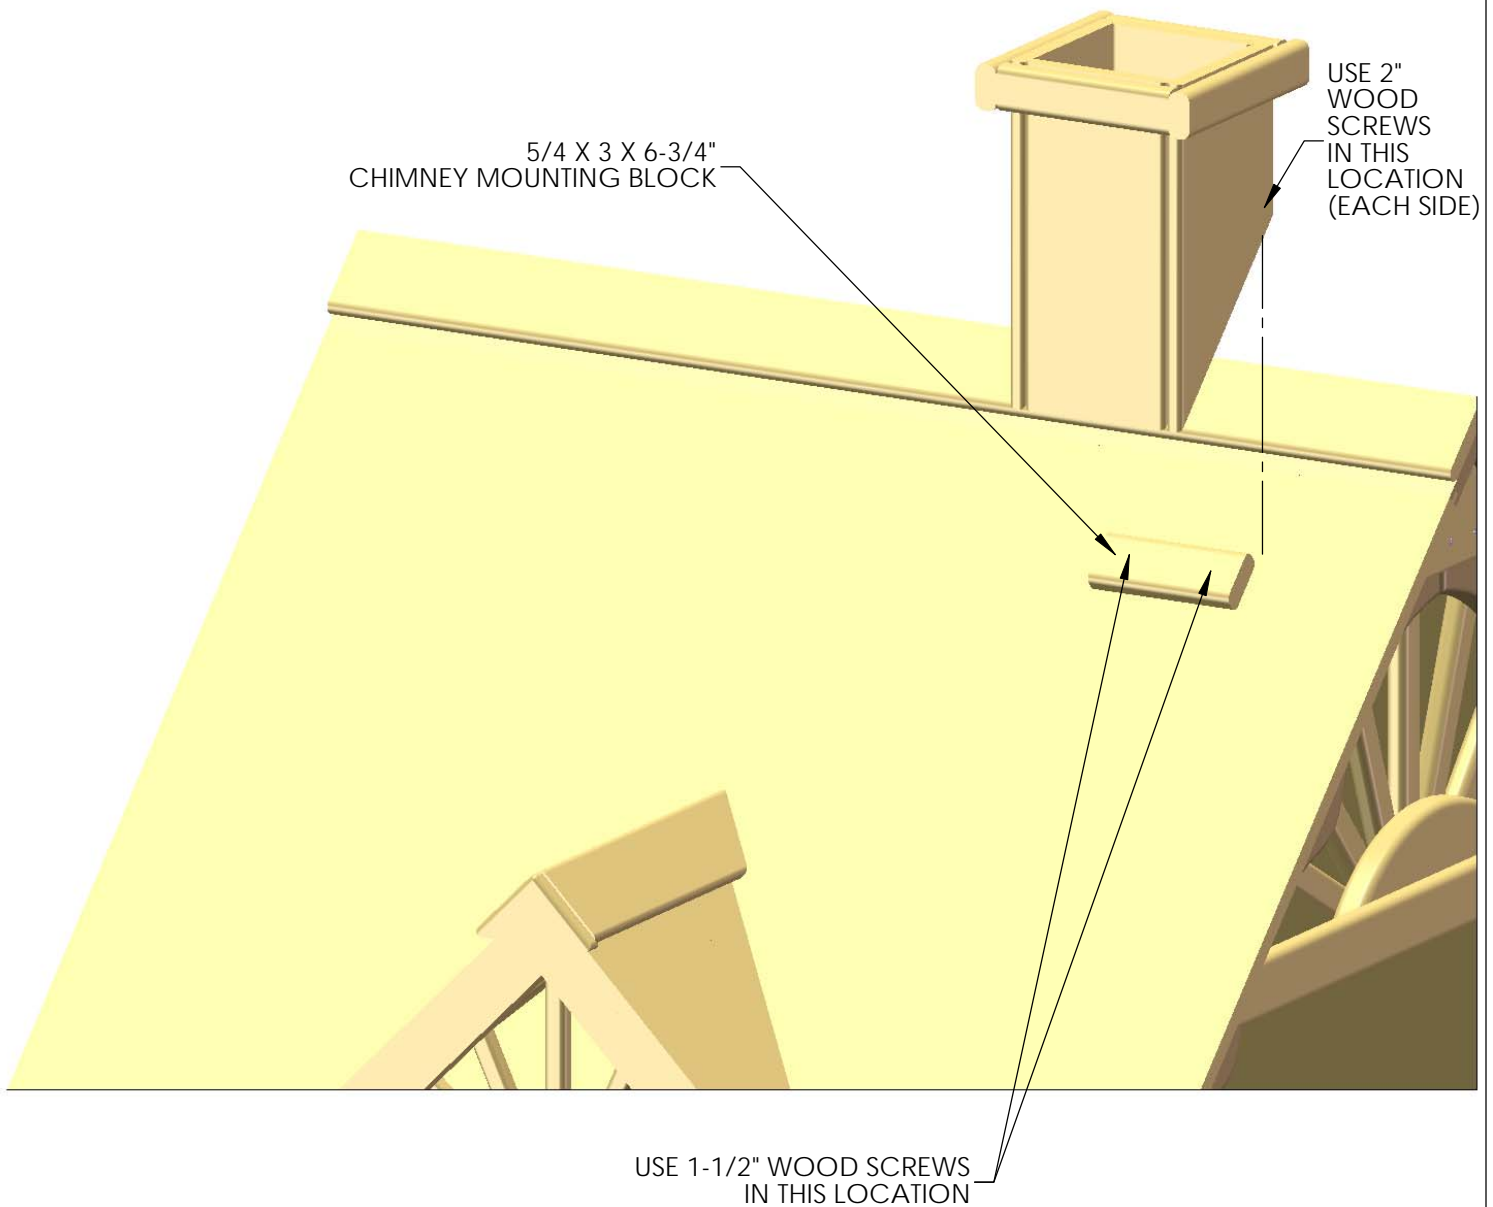 5/4 X 3 X 6-3/4"
CHIMNEY MOUNTING BLOCK
USE 2"
WOOD
SCREWS
IN THIS
LOCATION
(EACH SIDE)
USE 1-1/2" WOOD SCREWS
IN THIS LOCATION